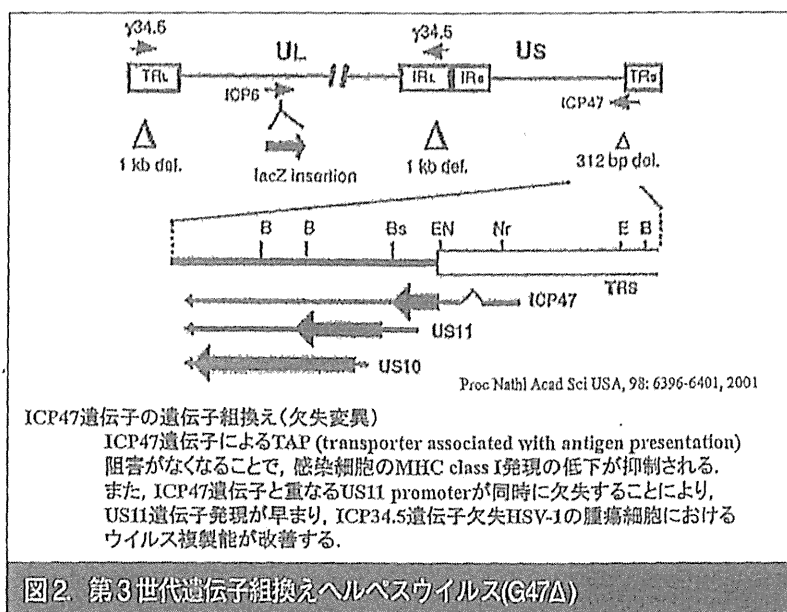 γ34.5 γ34.5
UL US
TRL IRL IRS TRS
ICP6 ICP47
1 kb del. lacZ insertion 1 kb del. 312 bp del.
B B Bs EN Nr E B
TRS
ICP47
US11
US10
Proc Nathl Acad Sci USA, 98: 6396-6401, 2001
ICP47遺伝子の遺伝子組換え(欠失変異)
ICP47遺伝子によるTAP (transporter associated with antigen presentation)
阻害がなくなることで, 感染細胞のMHC class I発現の低下が抑制される.
また, ICP47遺伝子と重なるUS11 promoterが同時に欠失することにより,
US11遺伝子発現が早まり, ICP34.5遺伝子欠失HSV-1の腫瘍細胞における
ウイルス複製能が改善する.
図2. 第3世代遺伝子組換えヘルペスウイルス(G47Δ)